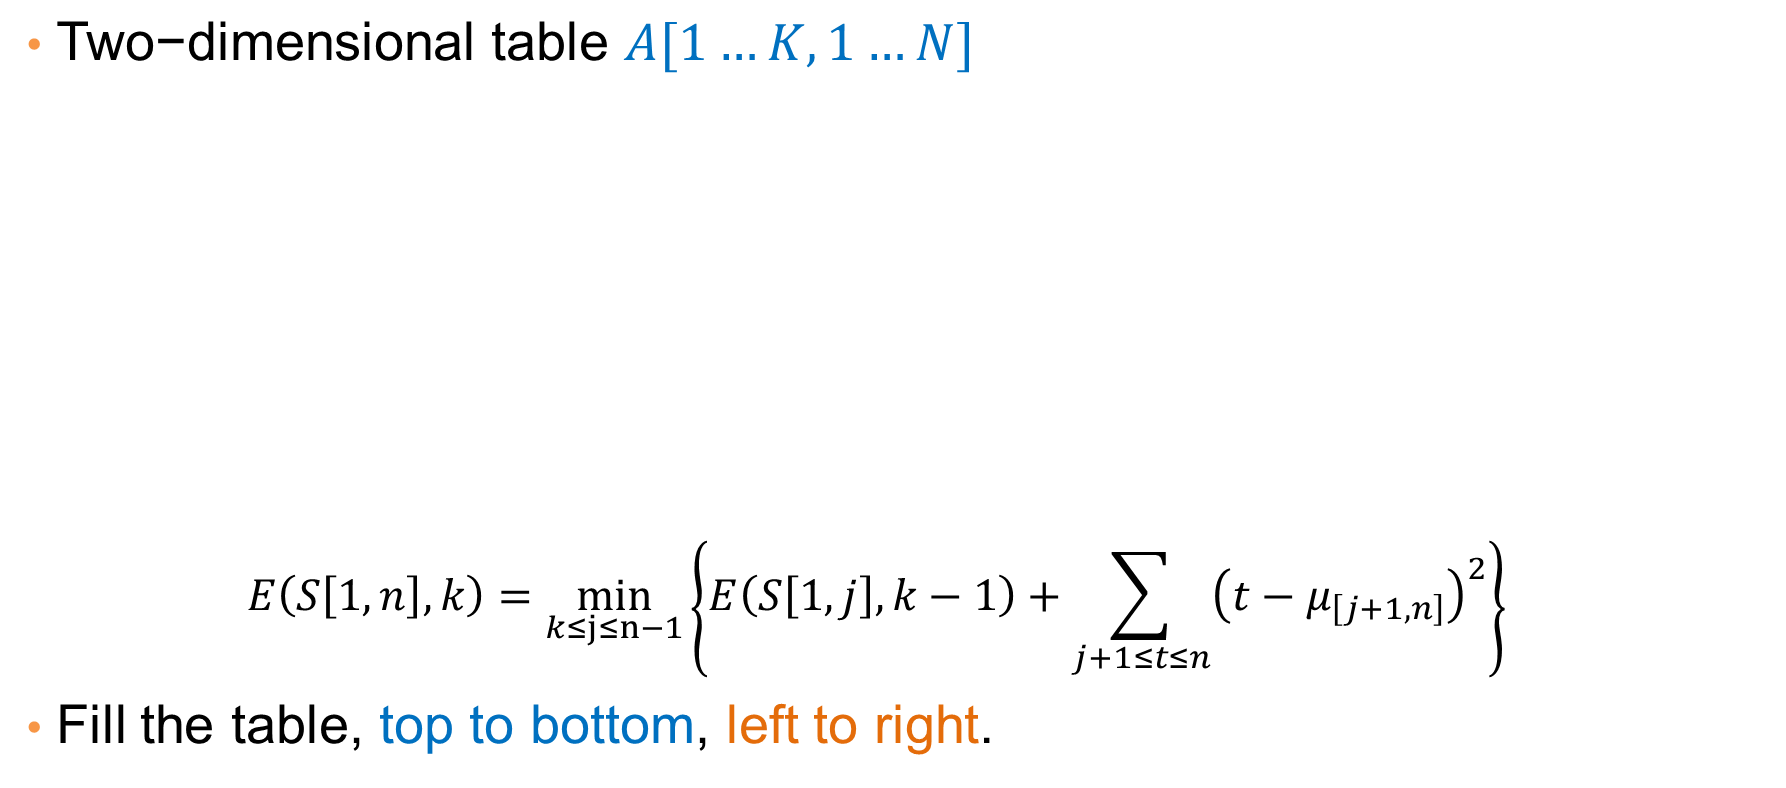 • Two−dimensional table A[1 … K, 1 … N]
E(S[1, n], k) = min_{k≤j≤n−1} {E(S[1, j], k − 1) + ∑_{j+1≤t≤n} (t − μ_{[j+1,n]})²}
• Fill the table, top to bottom, left to right.